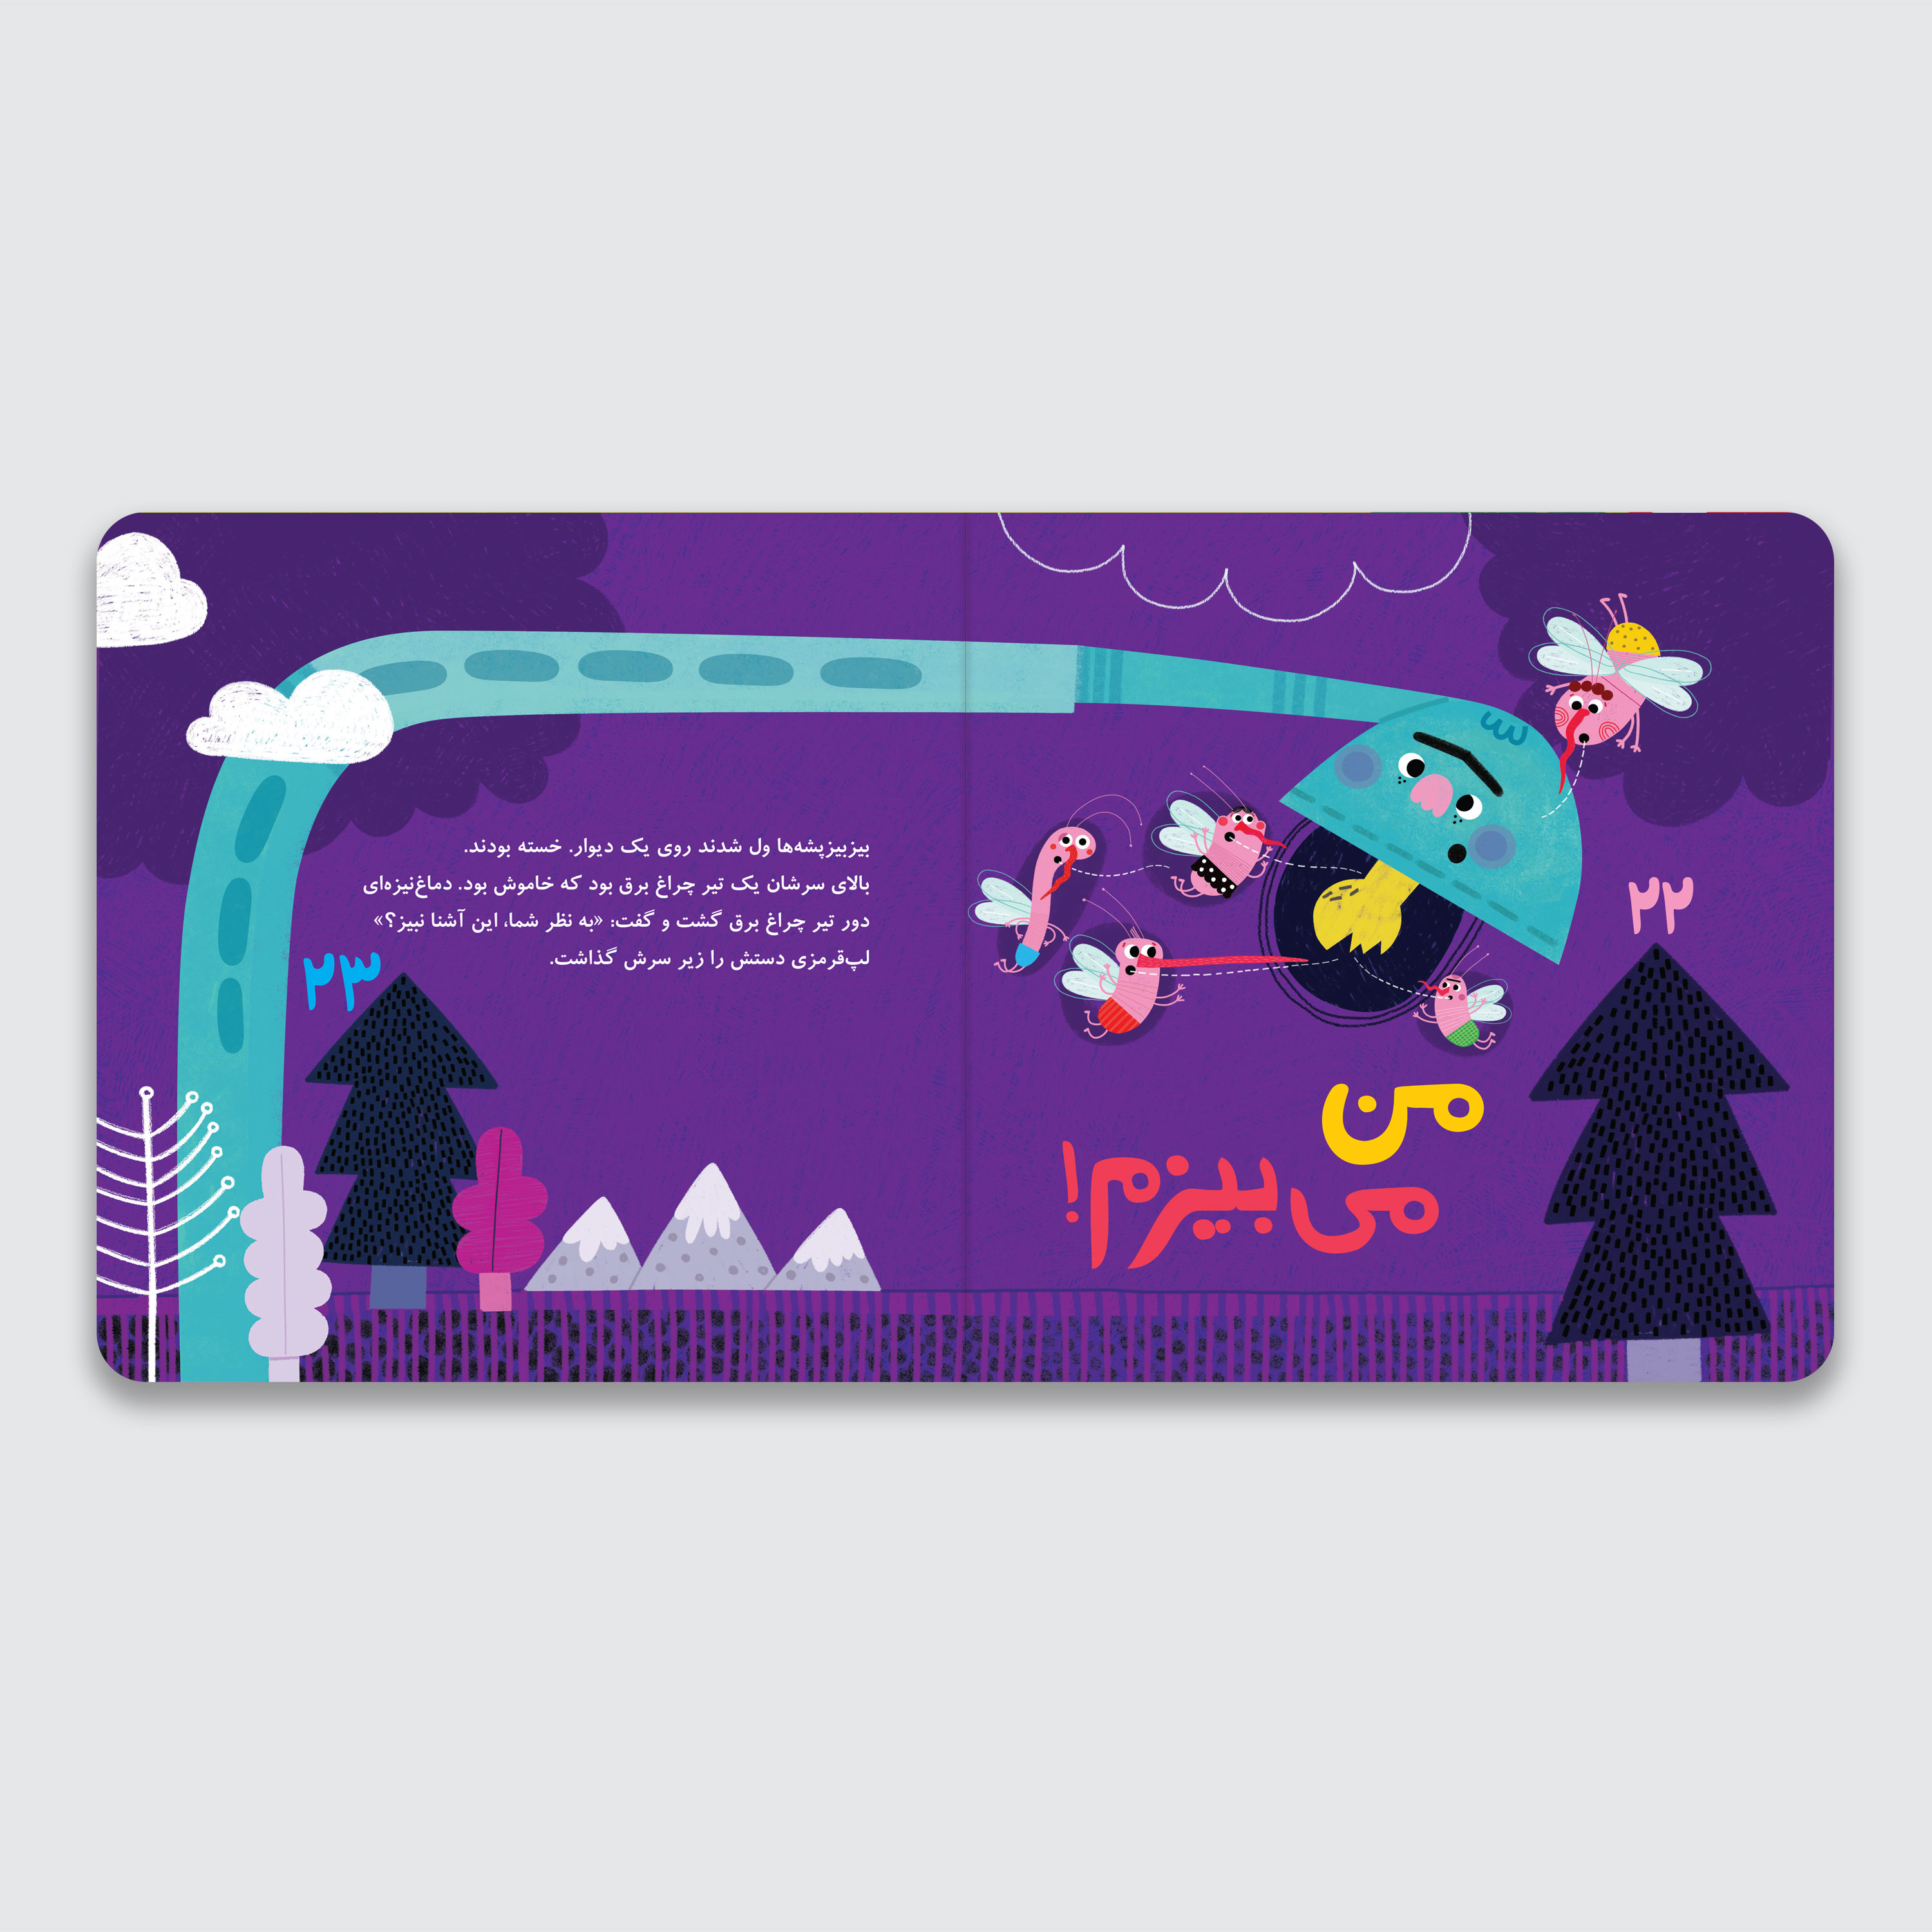 ۲۲
من
می‌بیزم!
بیزبیزپشه‌ها ول شدند روی یک دیوار. خسته بودند.
بالای سرشان یک تیر چراغ برق بود که خاموش بود. دماغ‌نیزه‌ای
دور تیر چراغ برق گشت و گفت: «به نظر شما، این آشنا نبیز؟»
لپ‌قرمزی دستش را زیر سرش گذاشت.
۲۳